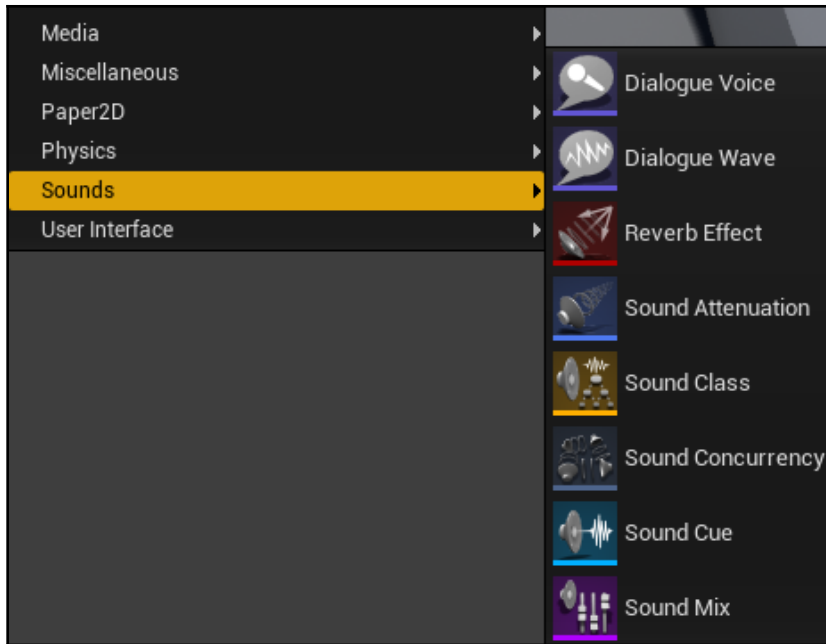 Media
Miscellaneous
Paper2D
Physics
Sounds
User Interface
Dialogue Voice
Dialogue Wave
Reverb Effect
Sound Attenuation
Sound Class
Sound Concurrency
Sound Cue
Sound Mix